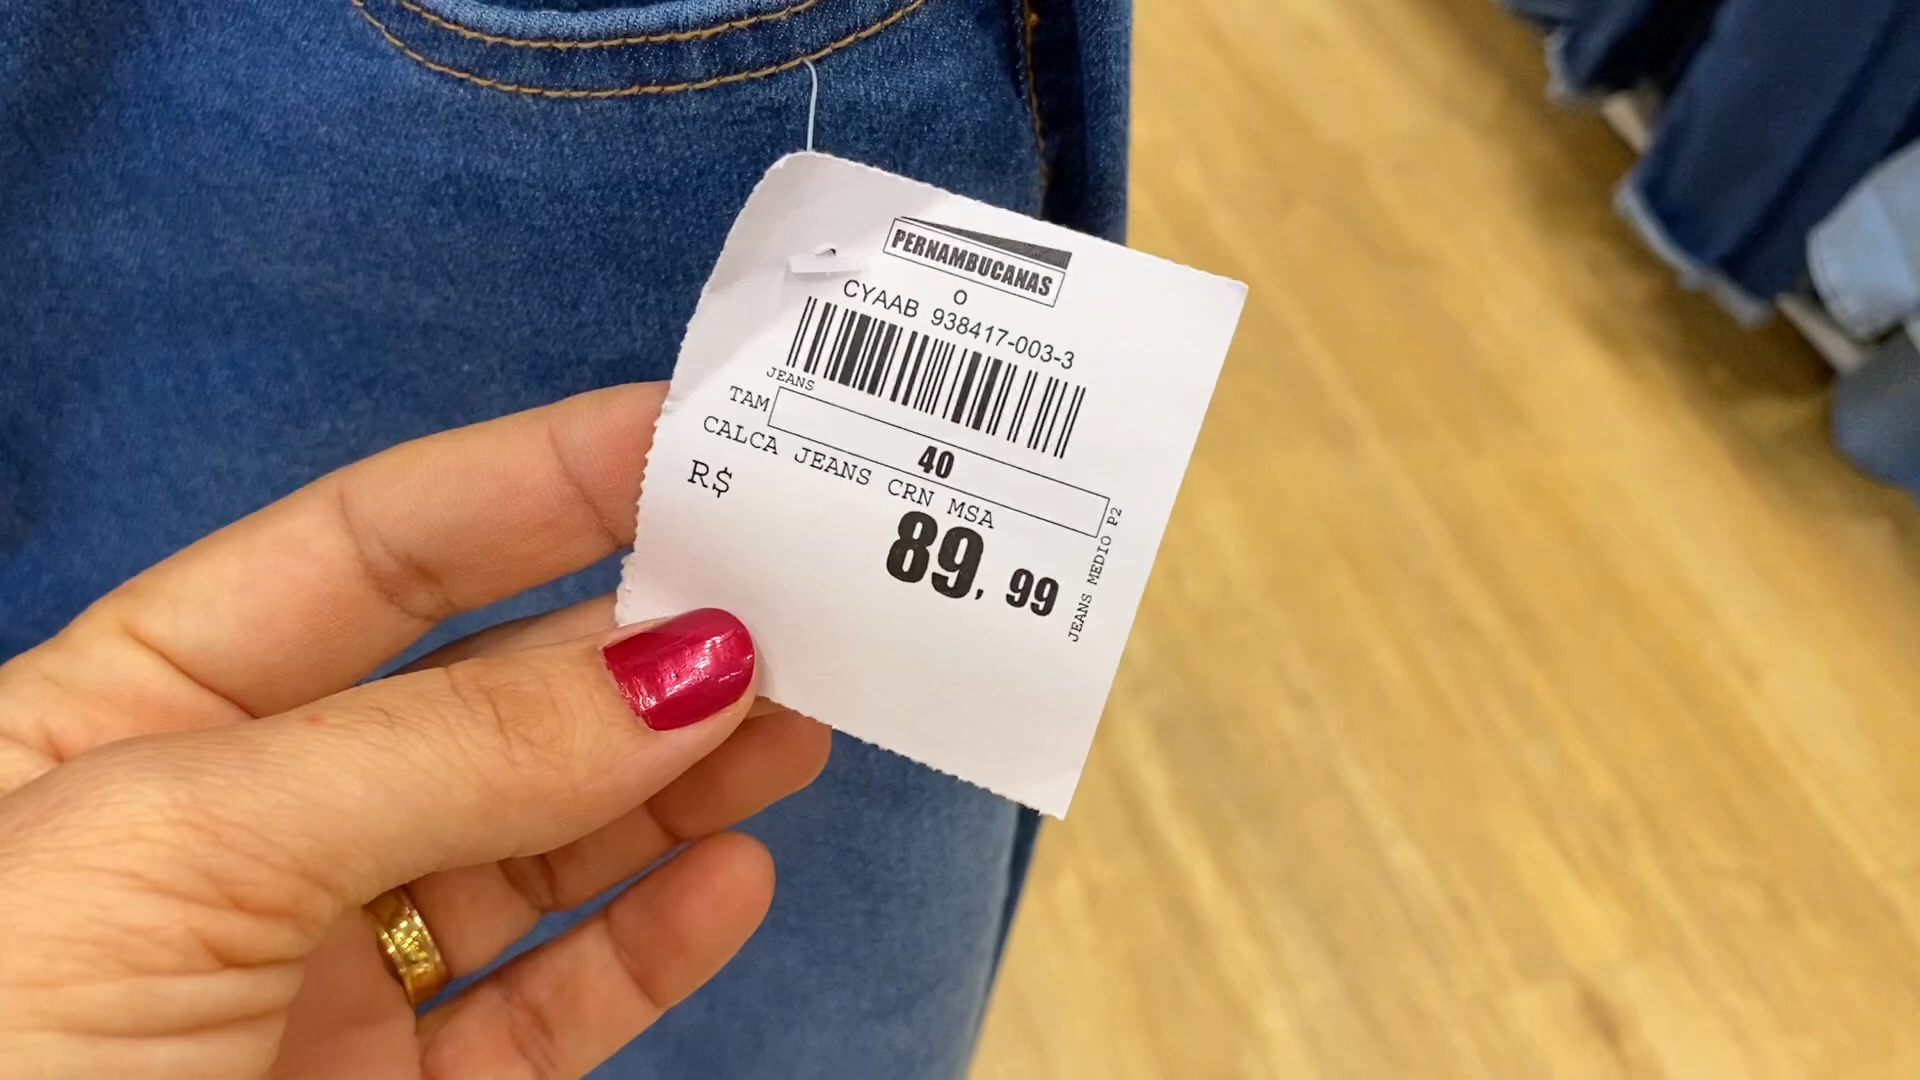 PERNAMBUCANAS
O
CYAAB 938417-003-3
JEANS
TAM 40
CALCA JEANS CRN MSA
R$ 89,99
JEANS MEDIO P2